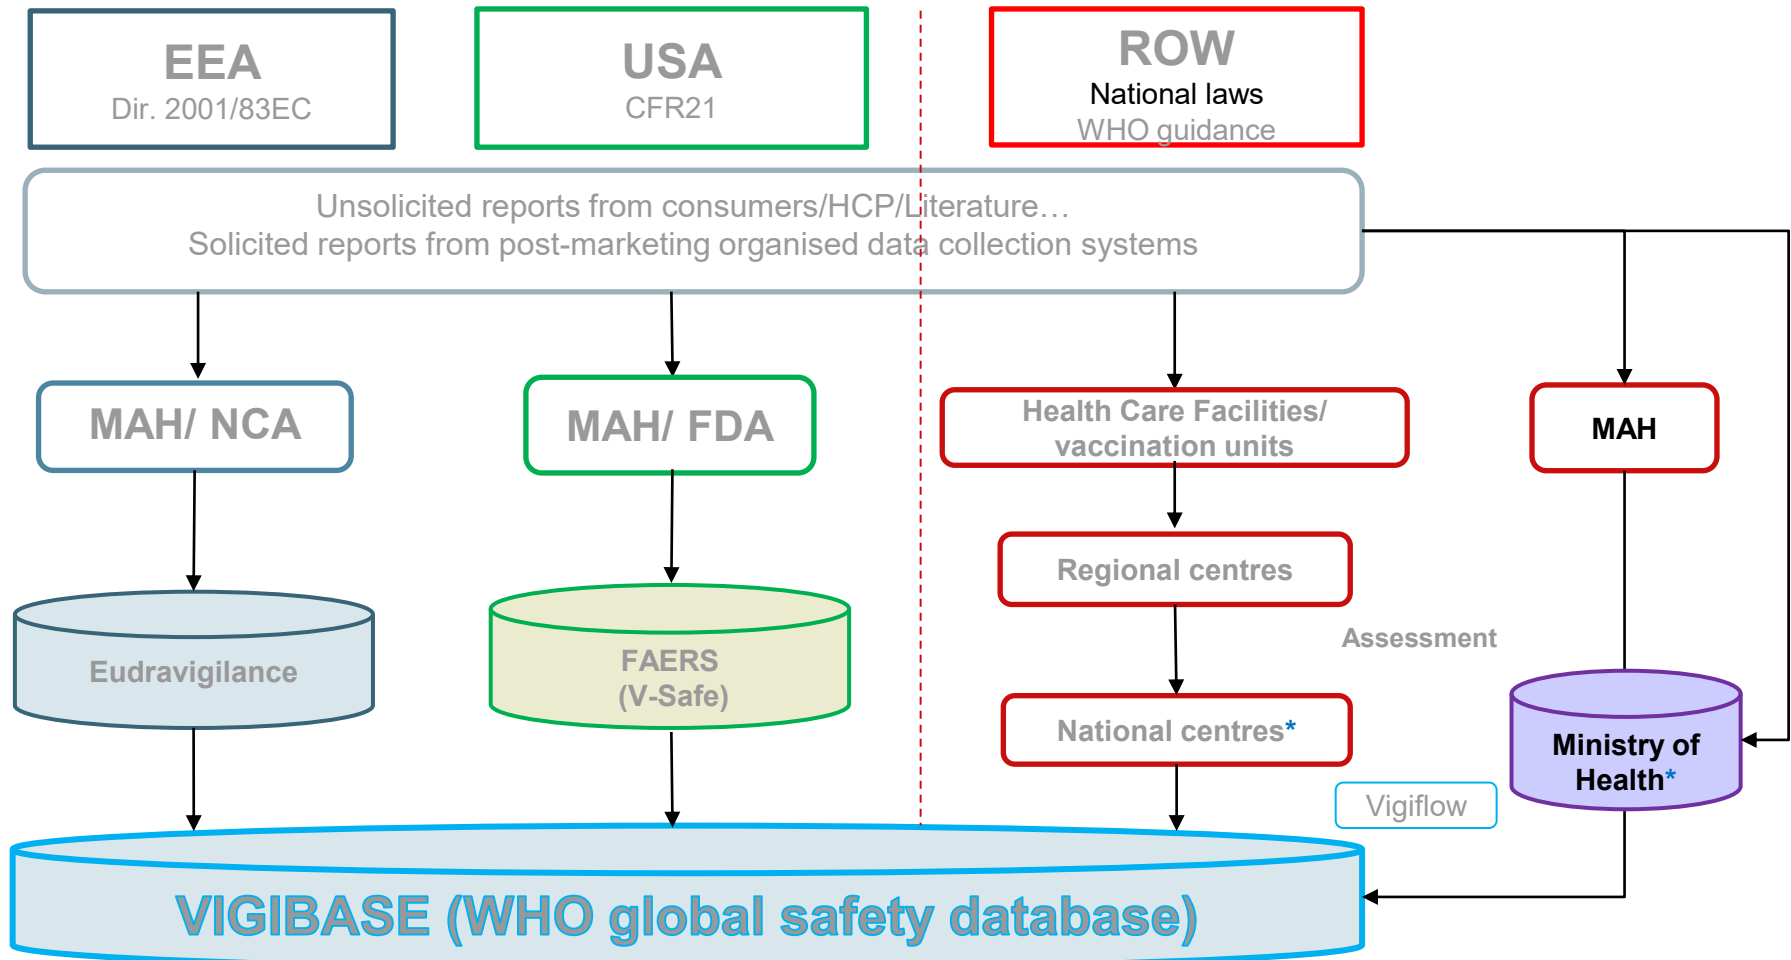 EEA
Dir. 2001/83EC
USA
CFR21
ROW
National laws
WHO guidance
Unsolicited reports from consumers/HCP/Literature…
Solicited reports from post-marketing organised data collection systems
MAH/ NCA
MAH/ FDA
Health Care Facilities/
vaccination units
MAH
Regional centres
Assessment
Eudravigilance
FAERS
(V-Safe)
National centres*
Ministry of
Health*
Vigiflow
VIGIBASE (WHO global safety database)